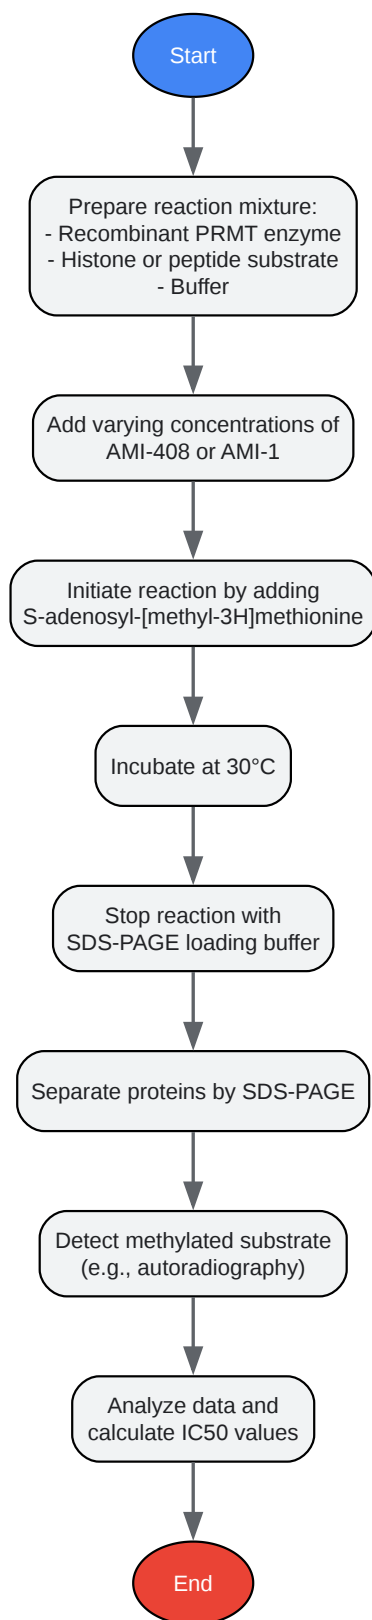 Start
Prepare reaction mixture:
- Recombinant PRMT enzyme
- Histone or peptide substrate
- Buffer
Add varying concentrations of
AMI-408 or AMI-1
Initiate reaction by adding
S-adenosyl-[methyl-3H]methionine
Incubate at 30°C
Stop reaction with
SDS-PAGE loading buffer
Separate proteins by SDS-PAGE
Detect methylated substrate
(e.g., autoradiography)
Analyze data and
calculate IC50 values
End